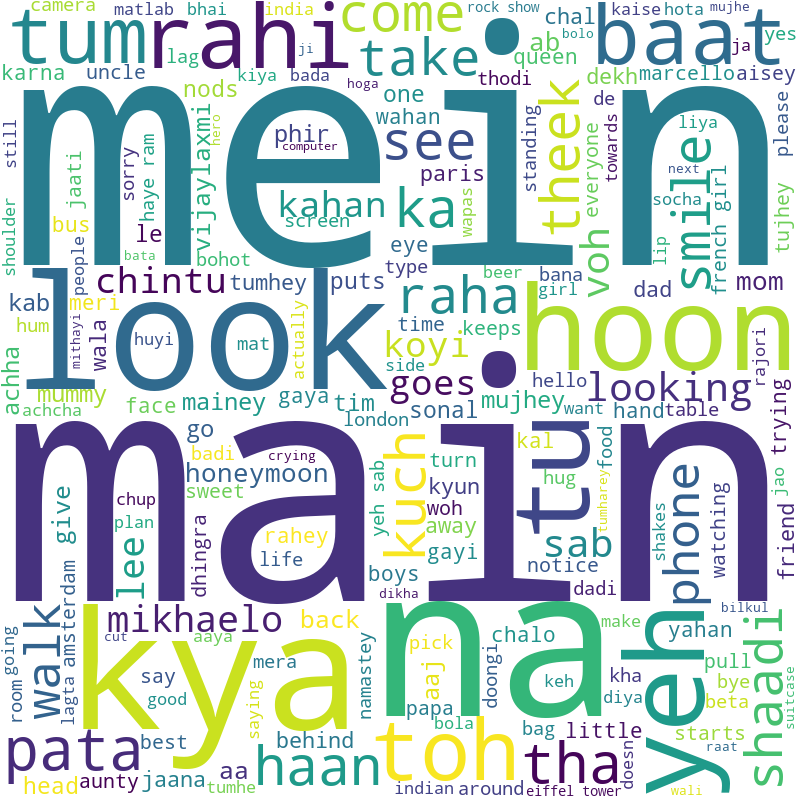 camera matlab bhai india come rock show kaise hota mujhe
tum rahi take chal bolo baat yes
karna uncle lag kiya ji bada ab queen ja
nods hoga thodi dekh marcello aisey
mein
still jaati sorry haye ram vijaylaxmi hero phir computer one wahan see de theek standing towards everyone liya please
paris next
shoulder kahan screen ka wapas voh socha smile french girl tujhey
bus le eye
people bata bohot type beer bana girl lip dad mom
look
chintu tumhey puts raha hoon
kab meri hum wala mithayi huyi mat actually time keeps koyi rajori
achha side
mummy face mainey gaya tim goes hello looking
achcha london sonal mujhey want hand table trying
main
go badi crying kuch kal tu food
honeymoon turn phone
sweet yeh sab kyun hug tumharey shakes watching
give chup plan lee dhingra rahey woh away sab friend jao
life gayi notice
boys dadi
walk amsterdam dikha
kya na yeh
mikhaelo back make bilkul
going room lagta cut aaya chalo yahan shaadi
say mera namastey pick aaj doongi kha pull
good saying papa keh diya bye beta suitcase
pata best behind bola toh bag little starts
haan tha doesn raat
head aunty jaana aa tumhe indian around eiffel tower wali